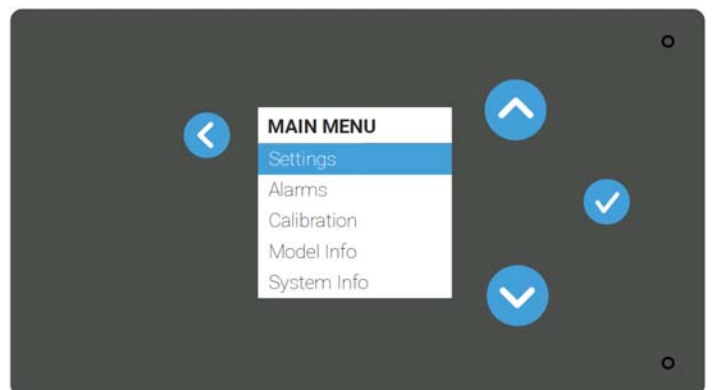 MAIN MENU
Settings
Alarms
Calibration
Model Info
System Info